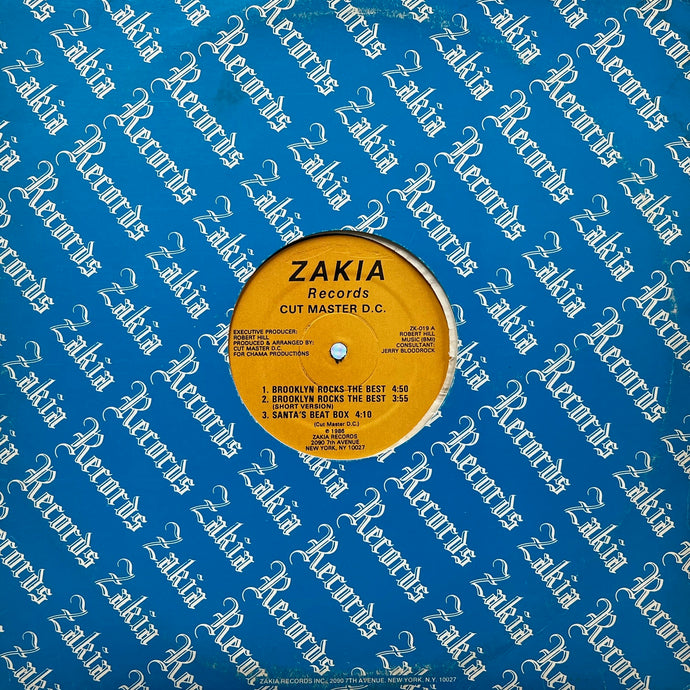 ZAKIA
Records
CUT MASTER D.C.
EXECUTIVE PRODUCER:
ROBERT HILL
PRODUCED & ARRANGED BY:
CUT MASTER D.C.
FOR CHAMA PRODUCTIONS
ZK-019 A
ROBERT HILL
MUSIC (BMI)
CONSULTANT:
JERRY BLOODROCK
1. BROOKLYN ROCKS THE BEST 4:50
2. BROOKLYN ROCKS THE BEST 3:55
(SHORT VERSION)
3. SANTA'S BEAT BOX 4:10
(Cut Master D.C.)
℗ 1986
ZAKIA RECORDS
2090 7th AVENUE
NEW YORK, NY 10027
Zakia Records
ZAKIA RECORDS INC., 2090 7TH AVENUE, NEW YORK, N.Y. 10027